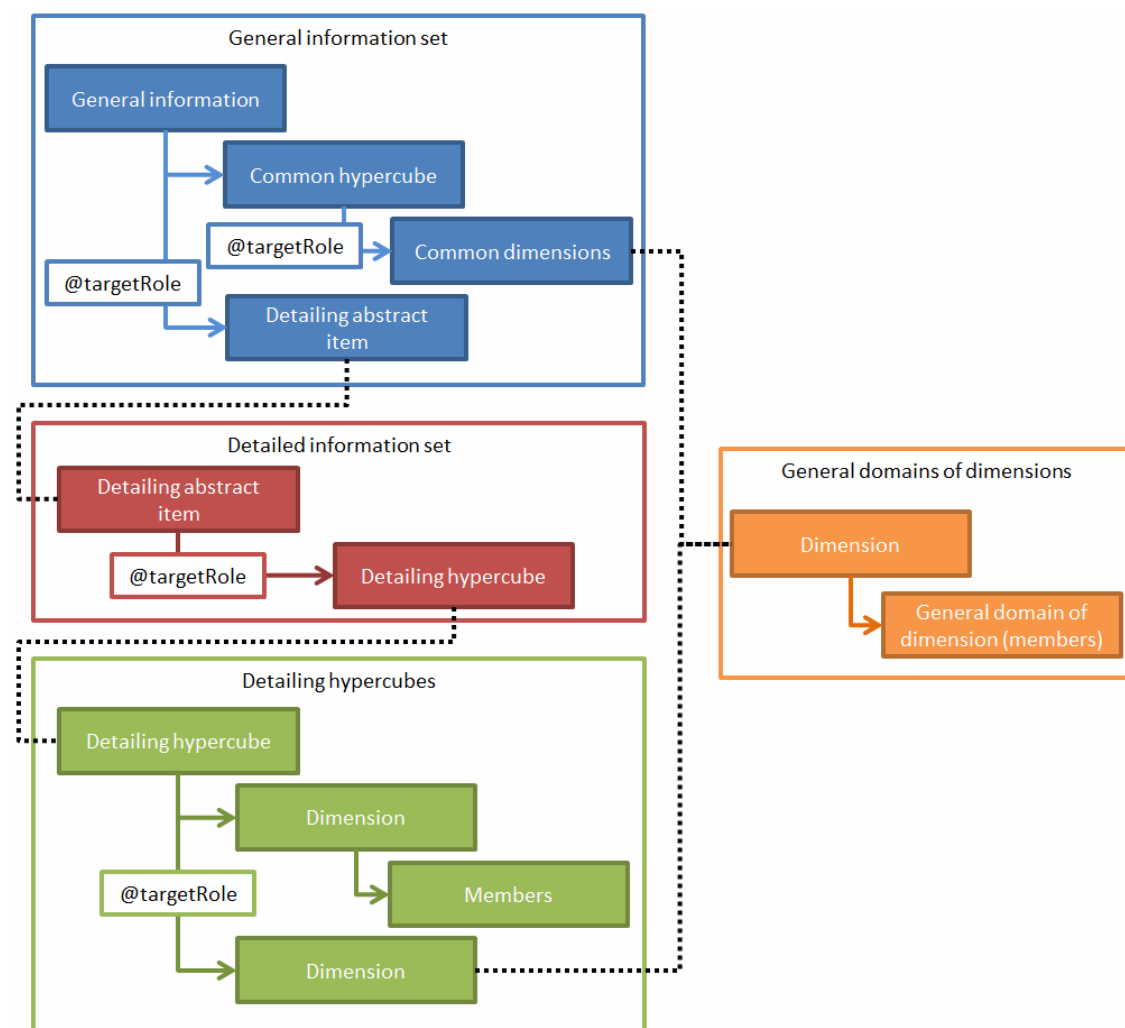 General information set
General information
Common hypercube
@targetRole
Common dimensions
@targetRole
Detailing abstract
item
Detailed information set
Detailing abstract
item
@targetRole
Detailing hypercube
General domains of dimensions
Dimension
General domain of
dimension (members)
Detailing hypercubes
Detailing hypercube
Dimension
Members
@targetRole
Dimension